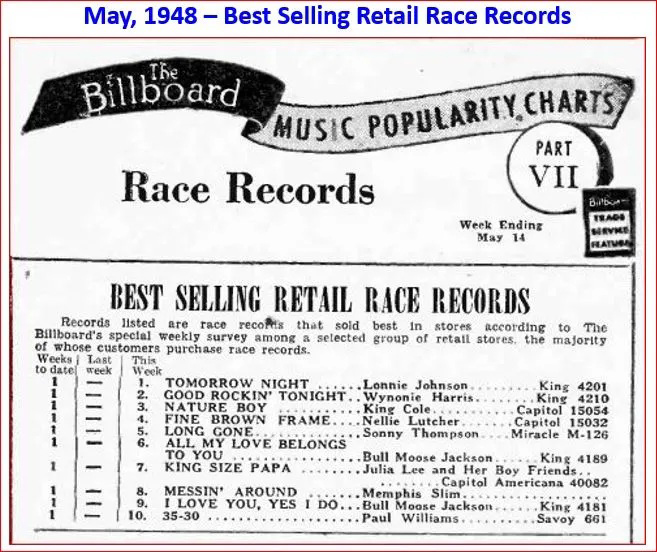 May, 1948 – Best Selling Retail Race Records
The
Billboard
MUSIC POPULARITY CHARTS
PART
VII
Race Records
Week Ending
May 14
Billboard
TRADE
SERVICE
FEATURE
BEST SELLING RETAIL RACE RECORDS
Records listed are race records that sold best in stores according to The
Billboard's special weekly survey among a selected group of retail stores, the majority
of whose customers purchase race records.
Weeks | Last | This
to date | week | Week
1 — 1. TOMORROW NIGHT ......Lonnie Johnson.........King 4201
1 — 2. GOOD ROCKIN' TONIGHT..Wynonie Harris.........King 4210
1 — 3. NATURE BOY ..........King Cole..........Capitol 15054
1 — 4. FINE BROWN FRAME....Nellie Lutcher......Capitol 15032
1 — 5. LONG GONE...........Sonny Thompson....Miracle M-126
1 — 6. ALL MY LOVE BELONGS
TO YOU ..............Bull Moose Jackson......King 4189
1 — 7. KING SIZE PAPA .......Julia Lee and Her Boy Friends..
........Capitol Americana 40082
1 — 8. MESSIN' AROUND ......Memphis Slim..................
1 — 9. I LOVE YOU, YES I DO...Bull Moose Jackson......King 4181
1 — 10. 35-30 ................Paul Williams..........Savoy 661